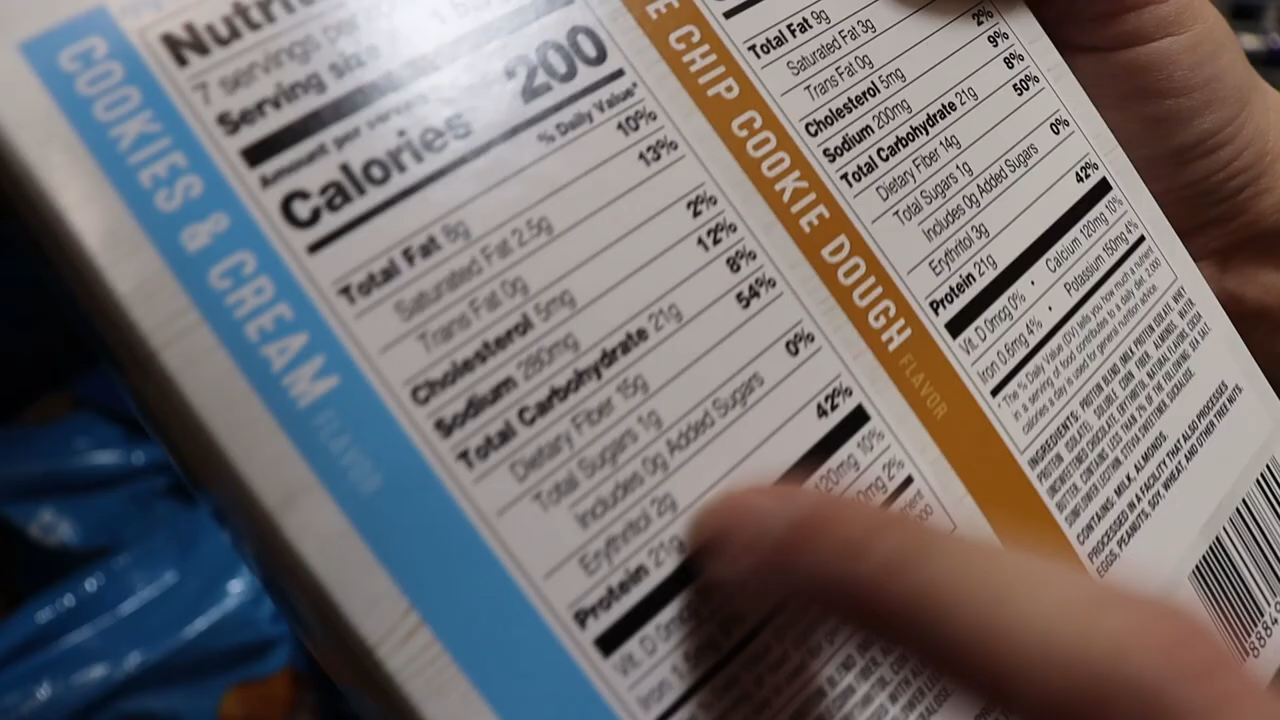 COOKIES & CREAM FLAVOR
7 servings per
Serving size
Amount per serving
Calories 200
% Daily Value*
Total Fat 8g 10%
Saturated Fat 2.5g 13%
Trans Fat 0g
Cholesterol 5mg 2%
Sodium 280mg 12%
Total Carbohydrate 21g 8%
Dietary Fiber 15g 54%
Total Sugars 1g
Includes 0g Added Sugars 0%
Erythritol 2g
Protein 21g 42%
Vit. D 0mcg
120mg 10%
Iron
2%
E CHIP COOKIE DOUGH FLAVOR
Total Fat 9g
Saturated Fat 3g
Trans Fat 0g
Cholesterol 5mg 2%
Sodium 200mg 9%
Total Carbohydrate 21g 8%
Dietary Fiber 14g 50%
Total Sugars 1g
Includes 0g Added Sugars 0%
Erythritol 3g
Protein 21g 42%
Vit. D 0mcg 0% • Calcium 120mg 10%
Iron 0.6mg 4% • Potassium 150mg 4%
* The % Daily Value (DV) tells you how much a nutrient
in a serving of food contributes to a daily diet. 2,000
calories a day is used for general nutrition advice.
INGREDIENTS: PROTEIN BLEND (MILK PROTEIN ISOLATE, WHEY
PROTEIN ISOLATE), SOLUBLE CORN FIBER, ALMONDS, WATER,
UNSWEETENED CHOCOLATE, ERYTHRITOL, NATURAL FLAVORS, COCOA
BUTTER. CONTAINS LESS THAN 2% OF THE FOLLOWING: SEA SALT,
SUNFLOWER LECITHIN, STEVIA SWEETENER, SUCRALOSE.
CONTAINS: MILK, ALMONDS.
PROCESSED IN A FACILITY THAT ALSO PROCESSES
EGGS, PEANUTS, SOY, WHEAT, AND OTHER TREE NUTS.